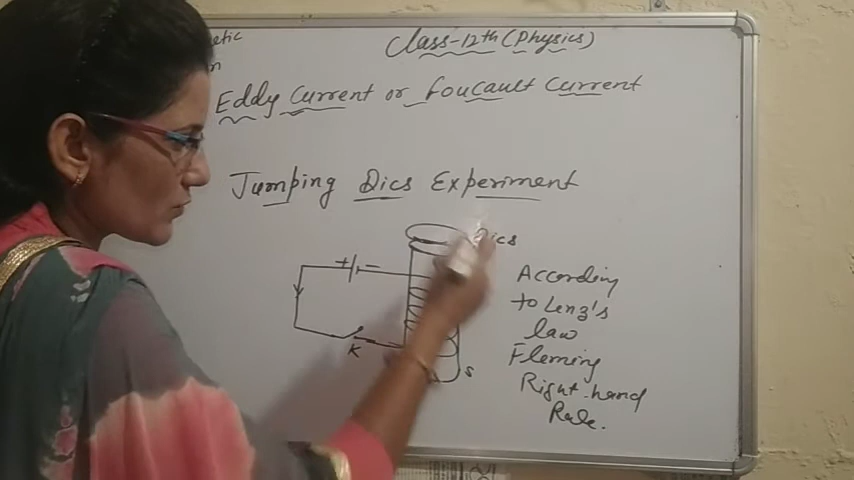 Class-12th (Physics)
Eddy Current or Foucault Current
Jumping Dics Experiment
Dics
+ -
K
S
According
to Lenz's
law
Fleming
Right-hand
Rule.